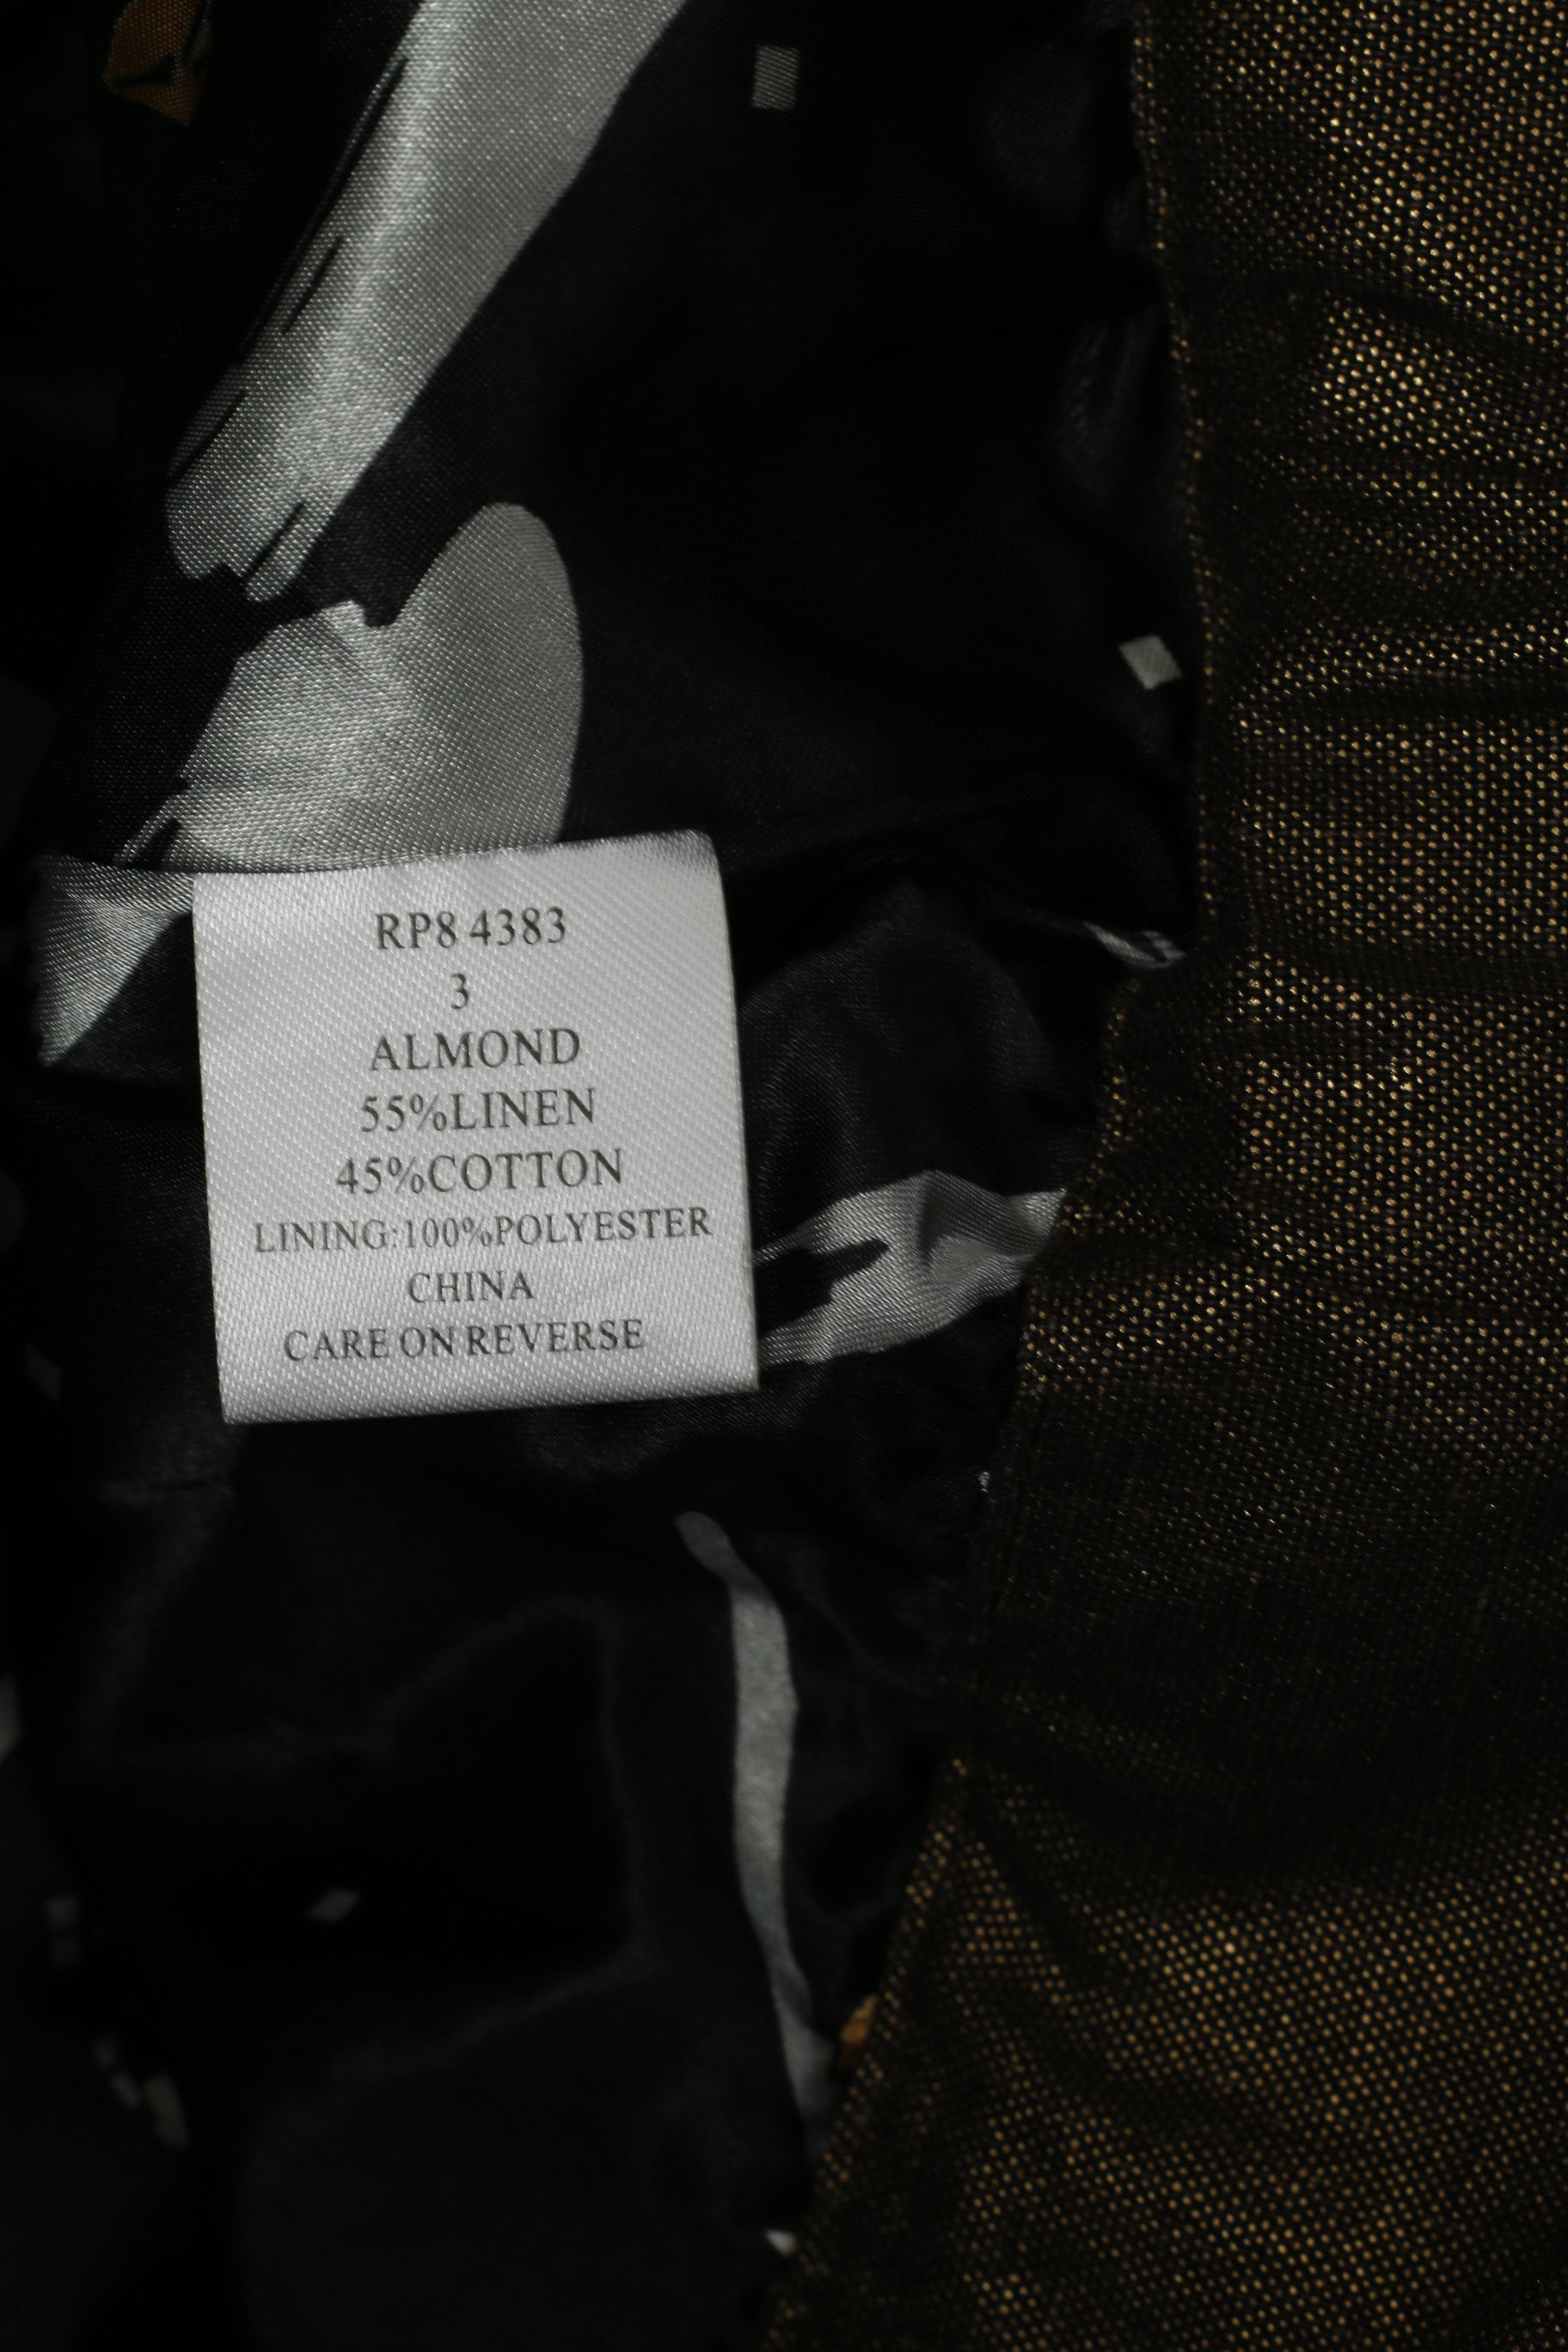 RP8 4383
3
ALMOND
55%LINEN
45%COTTON
LINING:100%POLYESTER
CHINA
CARE ON REVERSE